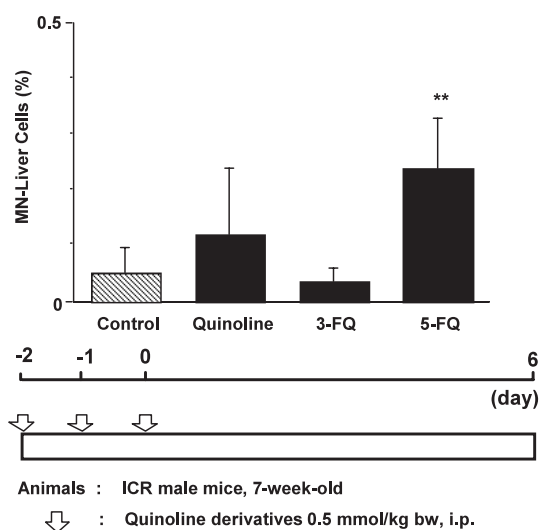 0.5
MN-Liver Cells (%)
**
0
Control Quinoline 3-FQ 5-FQ
-2 -1 0 6
(day)
Animals : ICR male mice, 7-week-old
: Quinoline derivatives 0.5 mmol/kg bw, i.p.